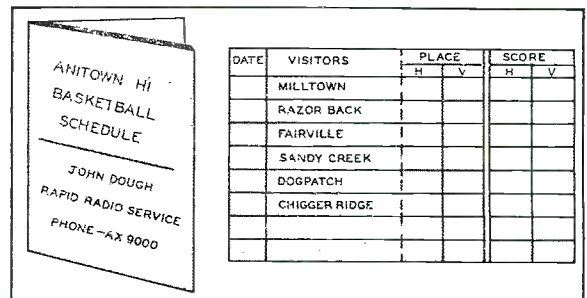 ANITOWN HI
BASKETBALL
SCHEDULE
JOHN DOUGH
RAPID RADIO SERVICE
PHONE-AX 9000
DATE VISITORS PLACE SCORE
H V H V
MILLTOWN
RAZOR BACK
FAIRVILLE
SANDY CREEK
DOGPATCH
CHIGGER RIDGE